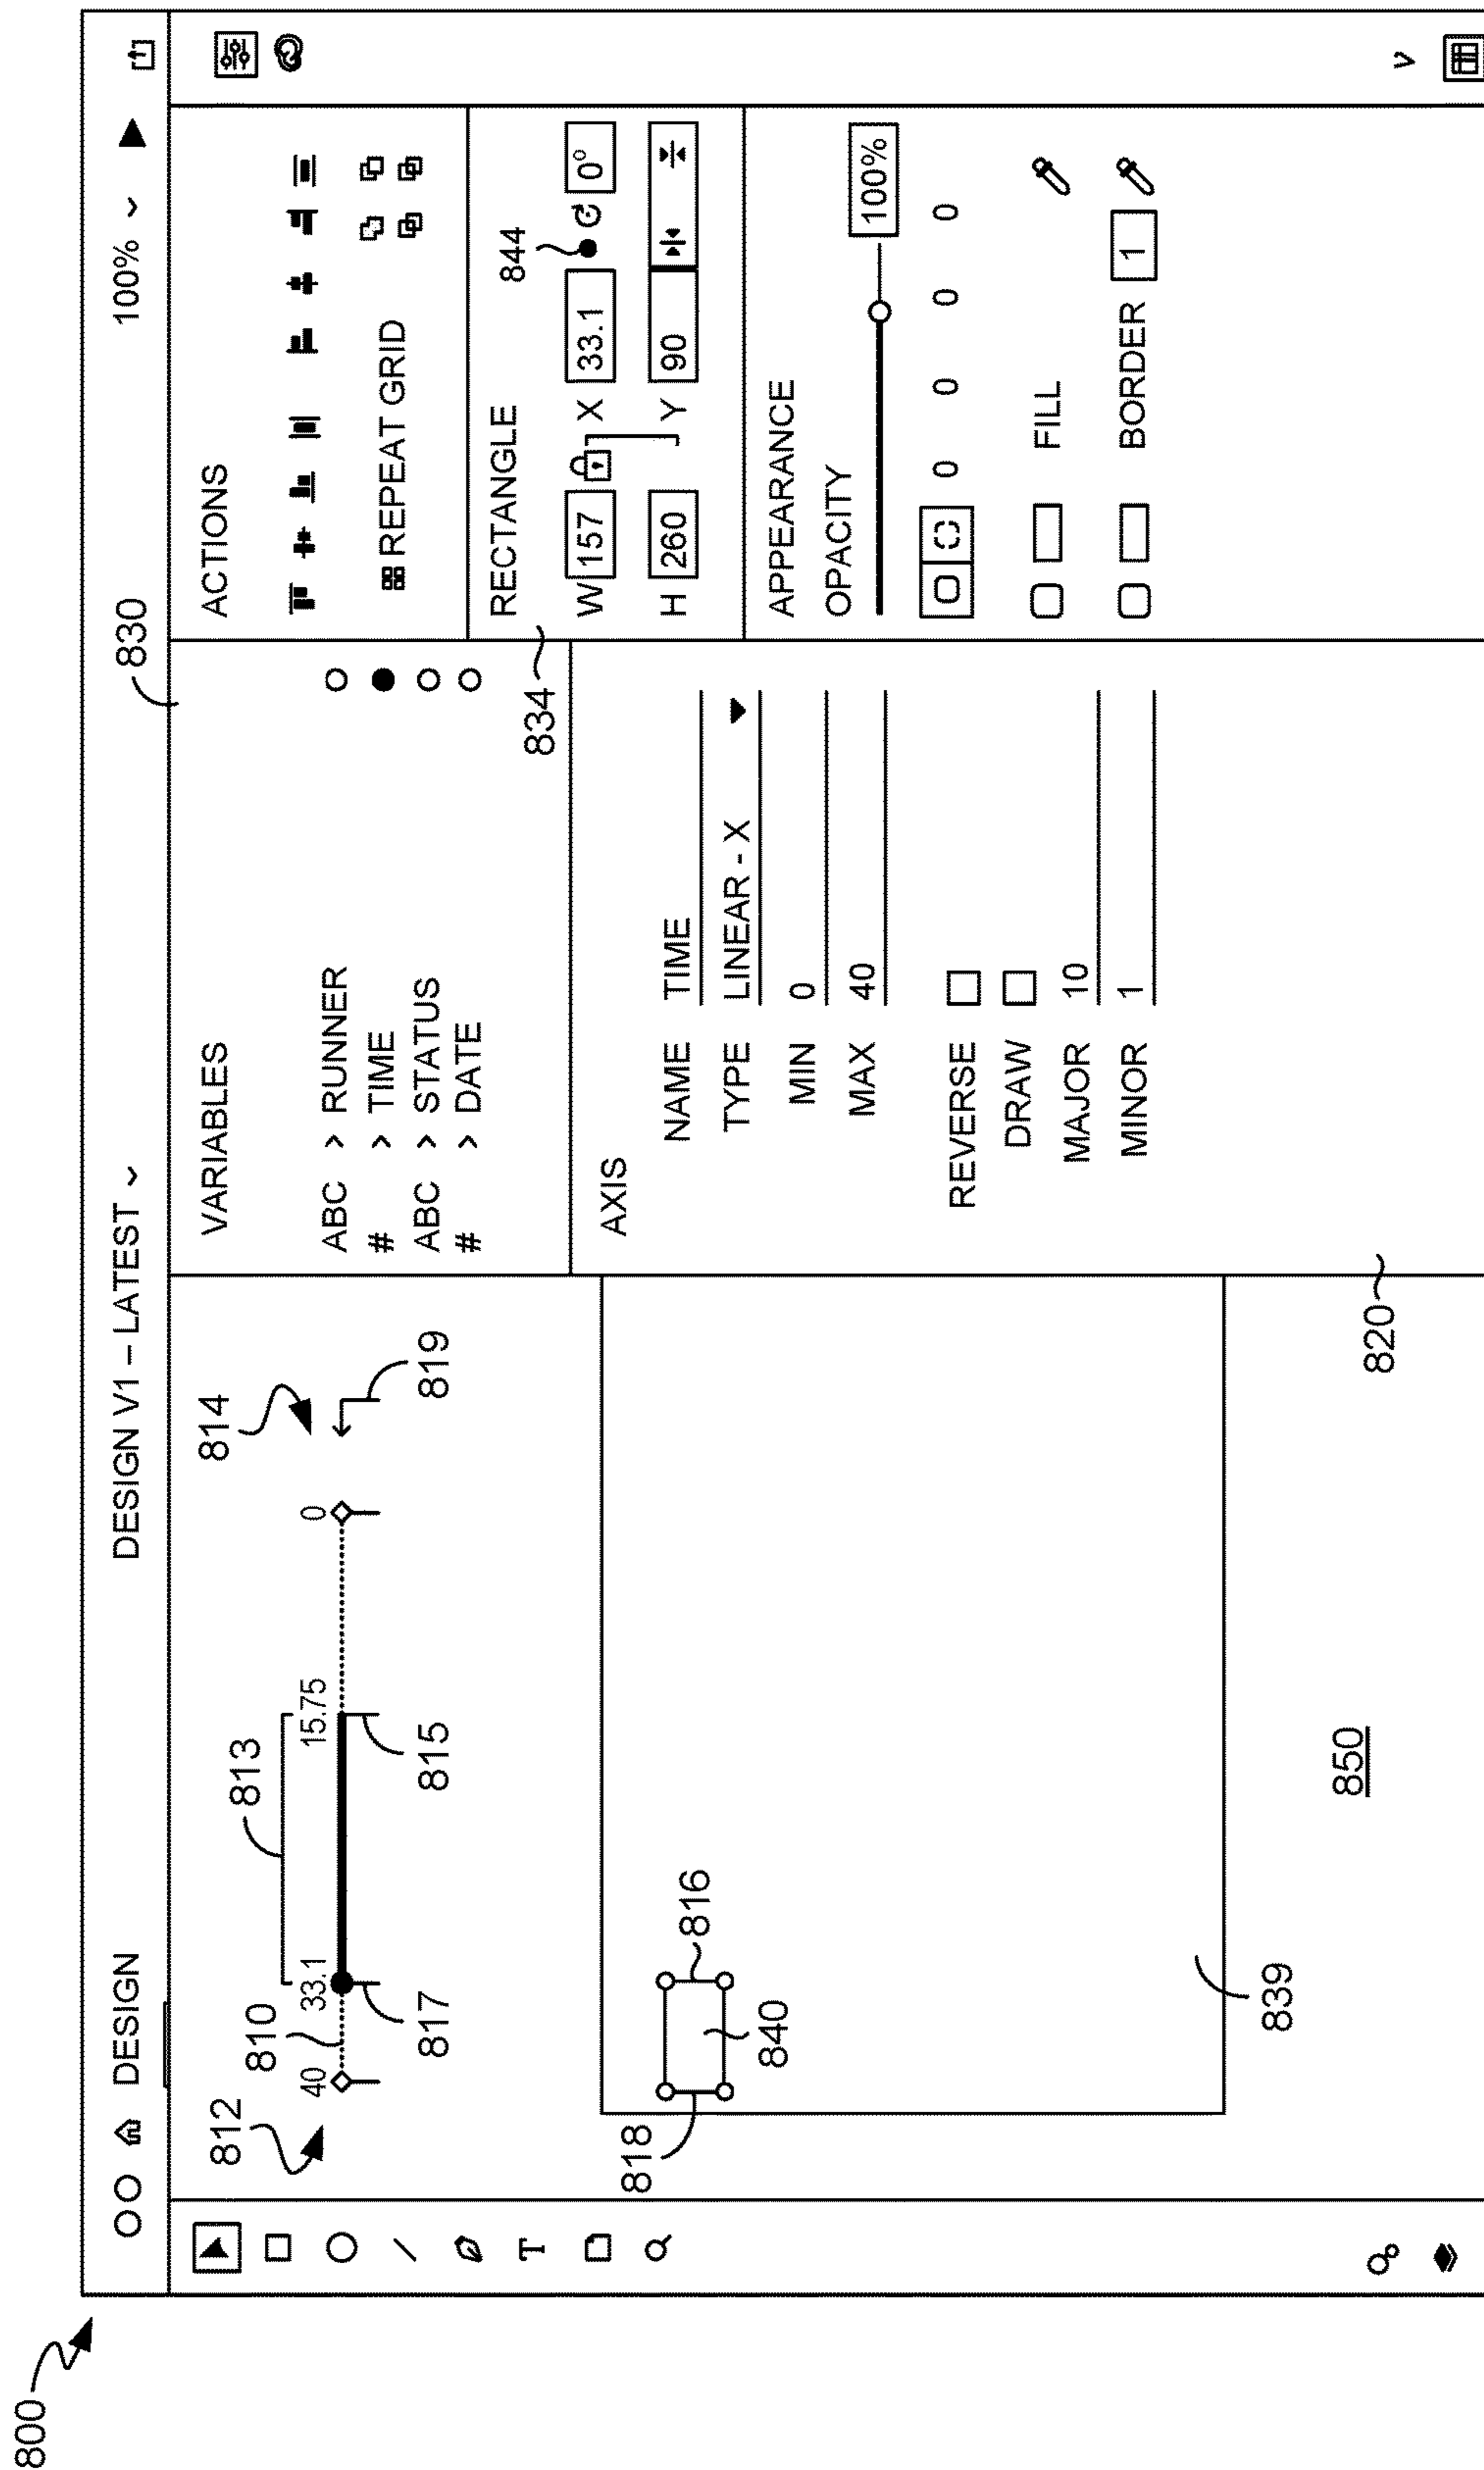 800
DESIGN
DESIGN V1 – LATEST
830
100%
812
40
810
33.1
817
813
15.75
815
0
814
819
818
840
816
839
850
820
VARIABLES
ABC > RUNNER
# > TIME
ABC > STATUS
# > DATE
834
AXIS
NAME TIME
TYPE LINEAR - X
MIN 0
MAX 40
REVERSE
DRAW
MAJOR 10
MINOR 1
ACTIONS
REPEAT GRID
RECTANGLE
844
W 157 X 33.1 0°
H 260 Y 90
APPEARANCE
OPACITY
100%
0 0 0 0
FILL
BORDER 1
T
v